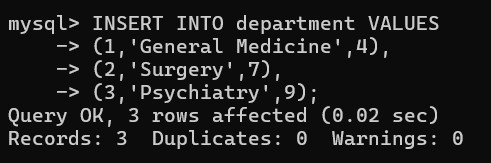 mysql> INSERT INTO department VALUES
    -> (1,'General Medicine',4),
    -> (2,'Surgery',7),
    -> (3,'Psychiatry',9);
Query OK, 3 rows affected (0.02 sec)
Records: 3  Duplicates: 0  Warnings: 0